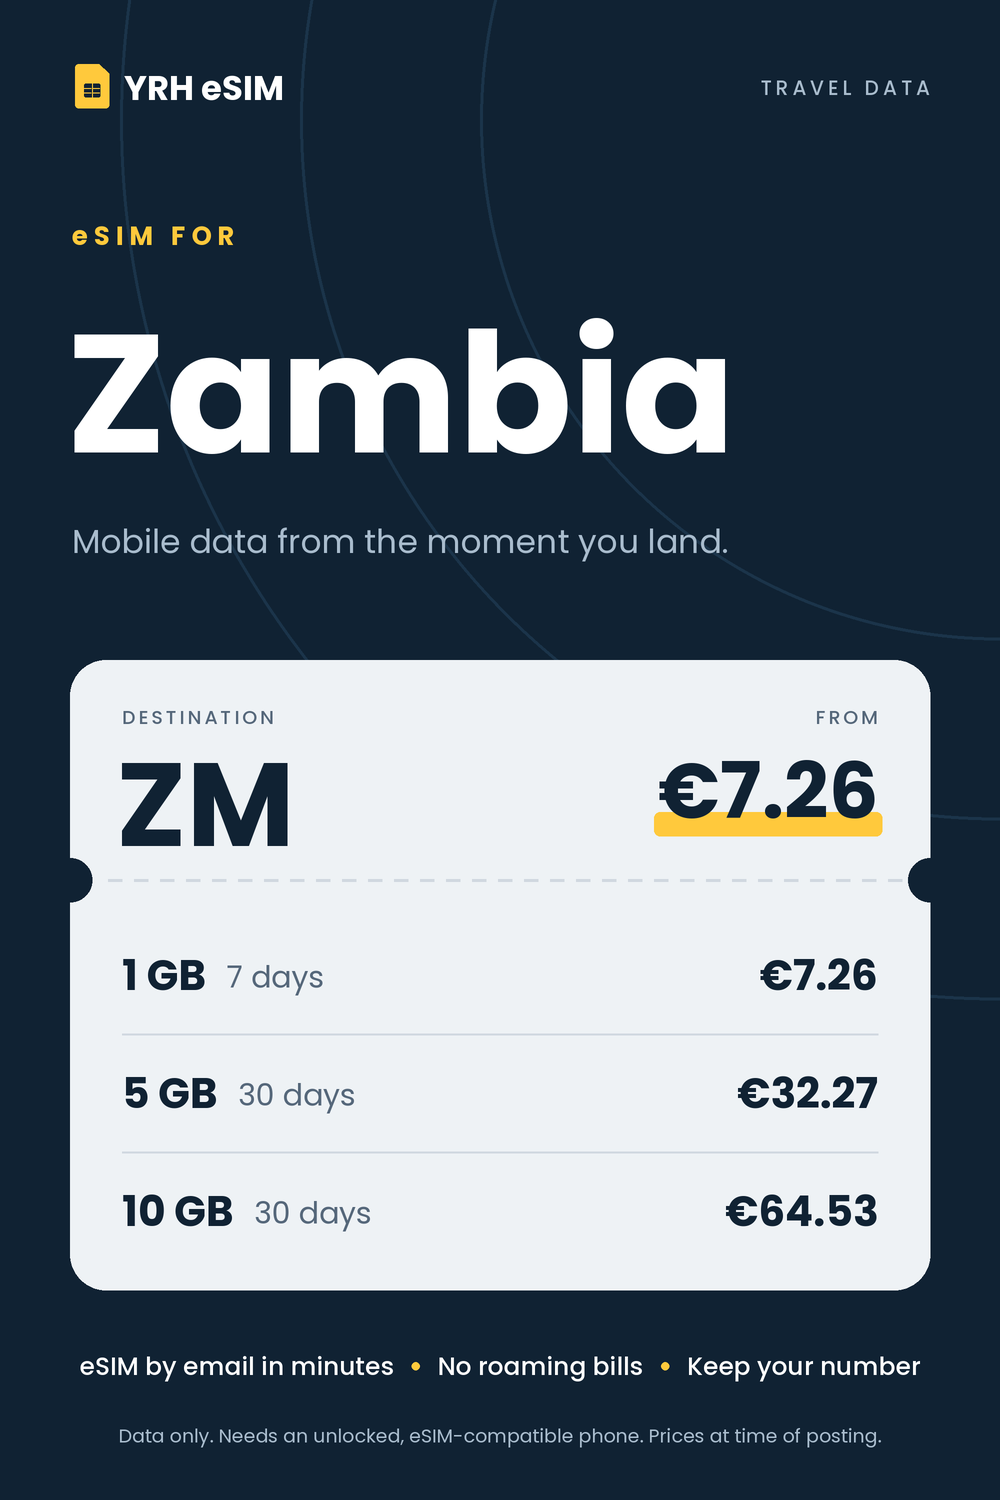 YRH eSIM
TRAVEL DATA
eSIM FOR
Zambia
Mobile data from the moment you land.
DESTINATION
FROM
ZM
€7.26
1 GB 7 days €7.26
5 GB 30 days €32.27
10 GB 30 days €64.53
eSIM by email in minutes • No roaming bills • Keep your number
Data only. Needs an unlocked, eSIM-compatible phone. Prices at time of posting.